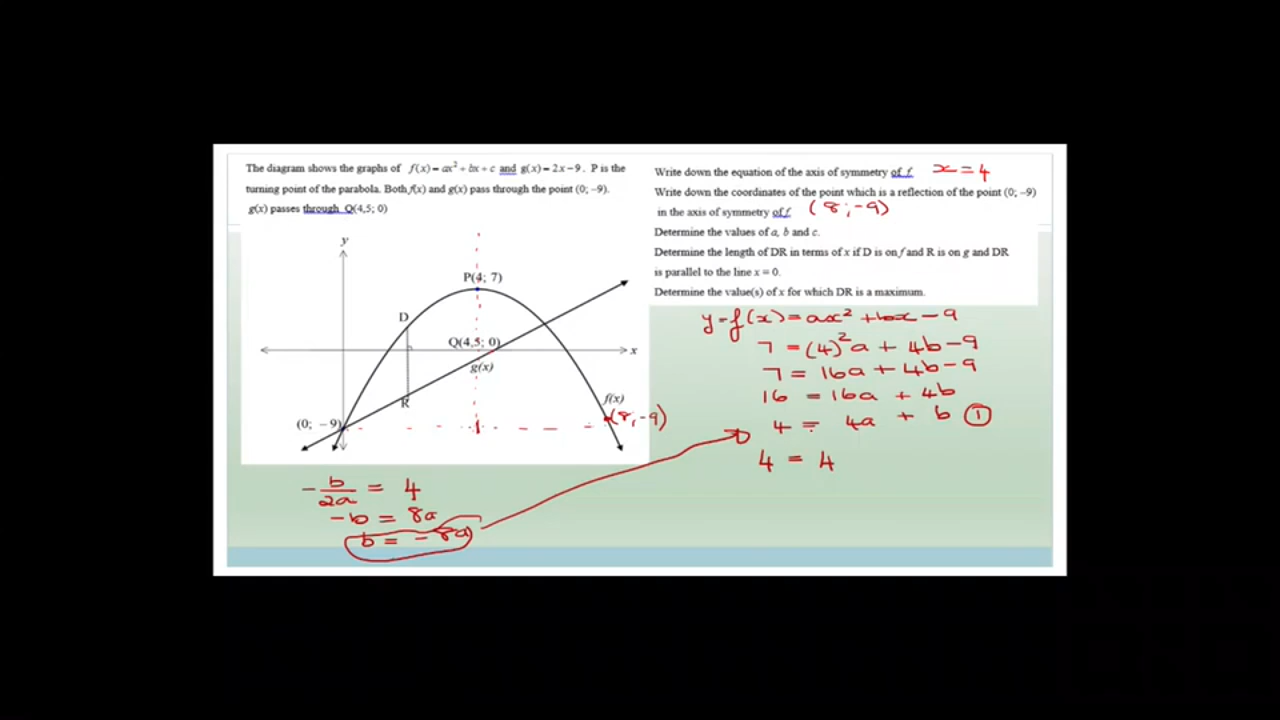 The diagram shows the graphs of f(x) = ax² + bx + c and g(x) = 2x − 9. P is the
turning point of the parabola. Both f(x) and g(x) pass through the point (0; −9).
g(x) passes through Q(4,5; 0)
y
P(4; 7)
D
Q(4,5; 0)
x
g(x)
R
f(x)
(8; −9)
(0; −9)
-b/2a = 4
-b = 8a
b = -8a
Write down the equation of the axis of symmetry of f. x = 4
Write down the coordinates of the point which is a reflection of the point (0; −9)
in the axis of symmetry of f. (8; −9)
Determine the values of a, b and c.
Determine the length of DR in terms of x if D is on f and R is on g and DR
is parallel to the line x = 0.
Determine the value(s) of x for which DR is a maximum.
y = f(x) = ax² + bx − 9
7 = (4)²a + 4b − 9
7 = 16a + 4b − 9
16 = 16a + 4b
4 = 4a + b ①
4 = 4